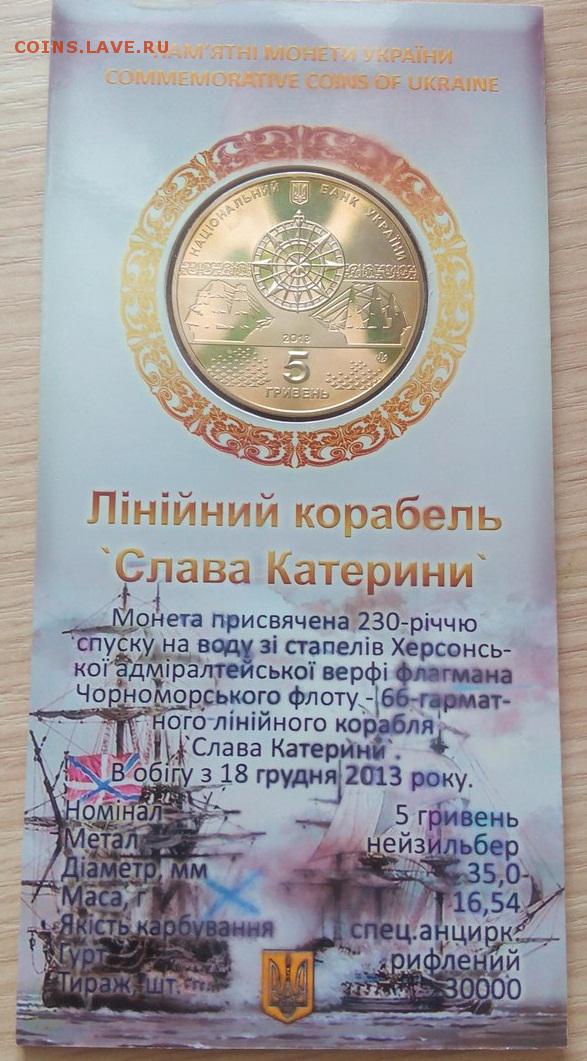 COINS.LAVE.RU
ПАМ'ЯТНІ МОНЕТИ УКРАЇНИ
COMMEMORATIVE COINS OF UKRAINE
НАЦІОНАЛЬНИЙ БАНК УКРАЇНИ
2013
5
ГРИВЕНЬ
Лінійний корабель
`Слава Катерини`
Монета присвячена 230-річчю
спуску на воду зі стапелів Херсонсь-
кої адміралтейської верфі флагмана
Чорноморського флоту - 66-гармат-
ного лінійного корабля
`Слава Катерини`.
В обігу з 18 грудня 2013 року.
Номінал 5 гривень
Метал нейзильбер
Діаметр, мм 35,0
Маса, г 16,54
Якість карбування спец.анцирк
Гурт рифлений
Тираж, шт. 30000